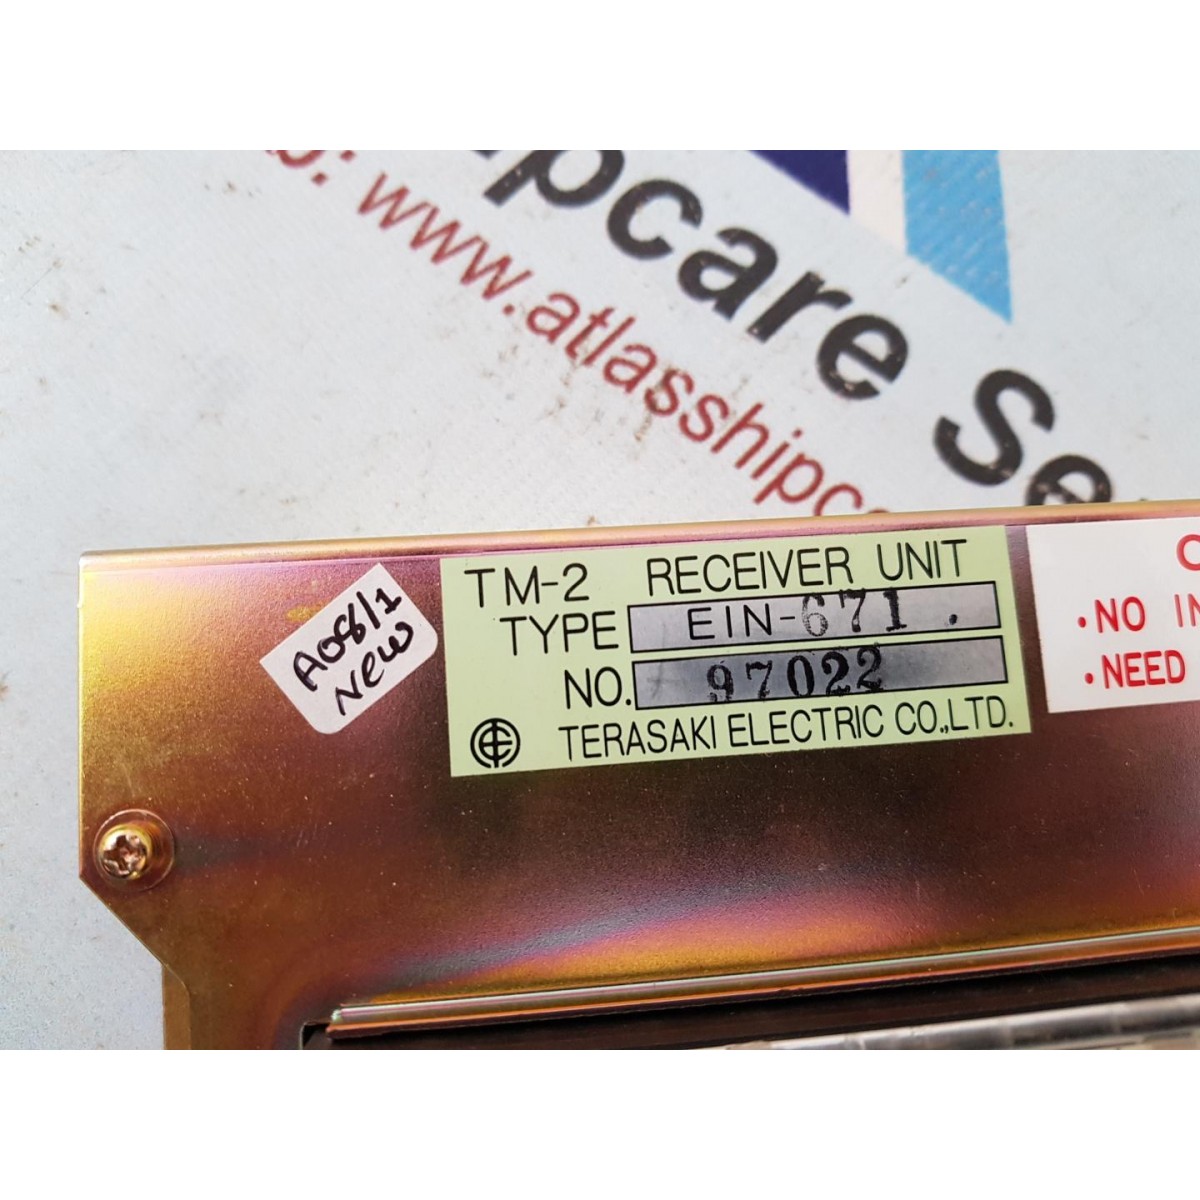 pcare Se
b: www.atlasshipc
A08/1
NEW
TM-2 RECEIVER UNIT
TYPE EIN-671.
NO. 97022
TERASAKI ELECTRIC CO.,LTD.
C
•NO IN
•NEED